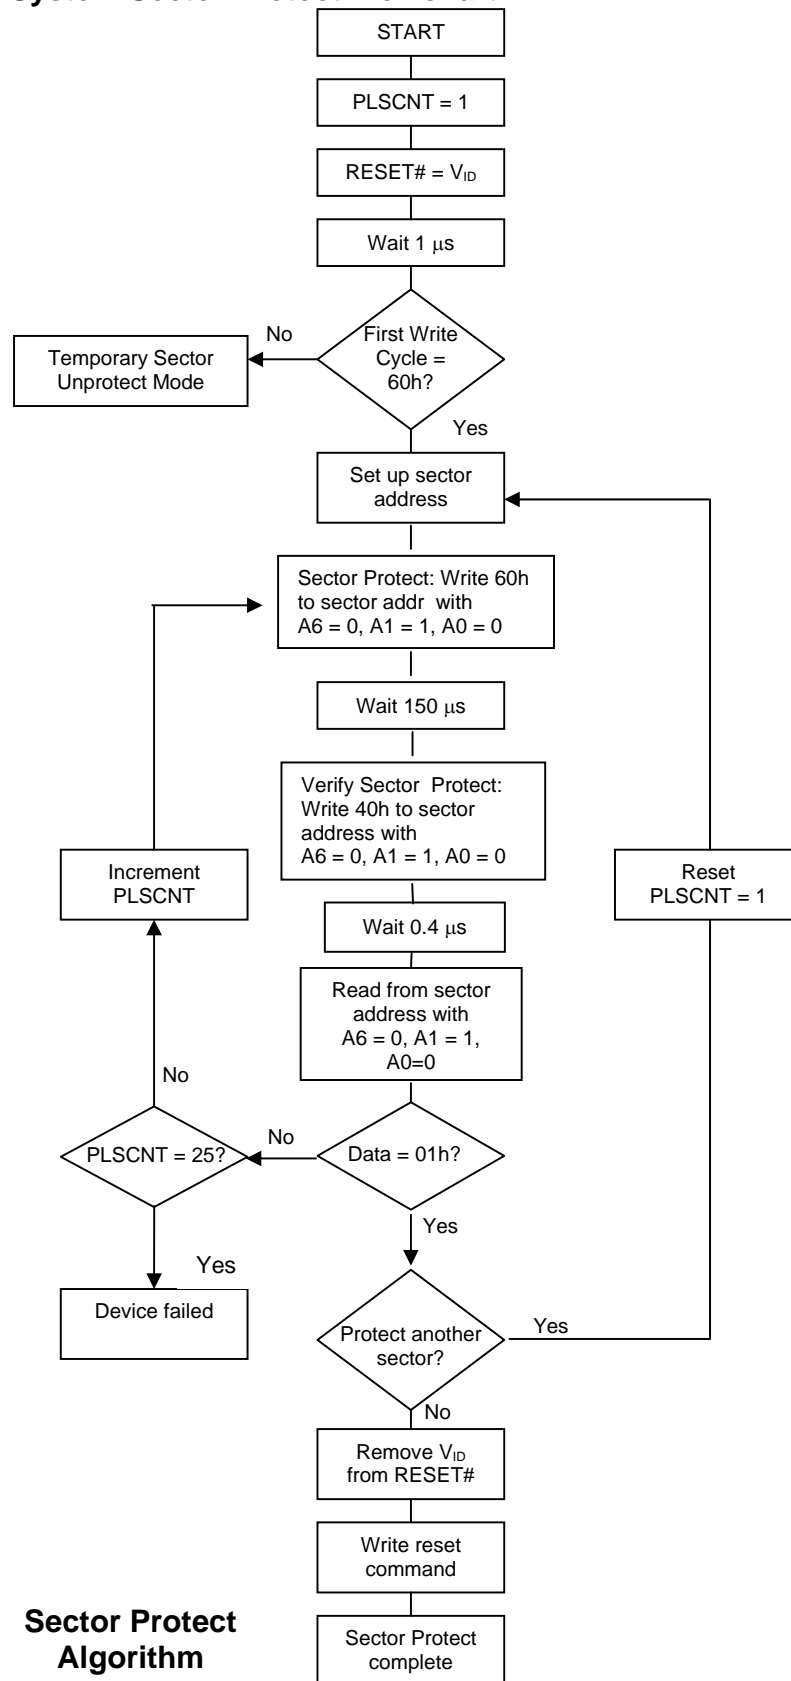 START
PLSCNT = 1
RESET# = VID
Wait 1 µs
First Write
Cycle =
60h?
No
Temporary Sector
Unprotect Mode
Yes
Set up sector
address
Sector Protect: Write 60h
to sector addr with
A6 = 0, A1 = 1, A0 = 0
Wait 150 µs
Verify Sector Protect:
Write 40h to sector
address with
A6 = 0, A1 = 1, A0 = 0
Increment
PLSCNT
Reset
PLSCNT = 1
Wait 0.4 µs
Read from sector
address with
A6 = 0, A1 = 1,
A0=0
No
PLSCNT = 25?
No
Data = 01h?
Yes
Yes
Device failed
Protect another
sector?
Yes
No
Remove VID
from RESET#
Write reset
command
Sector Protect
complete
Sector Protect
Algorithm